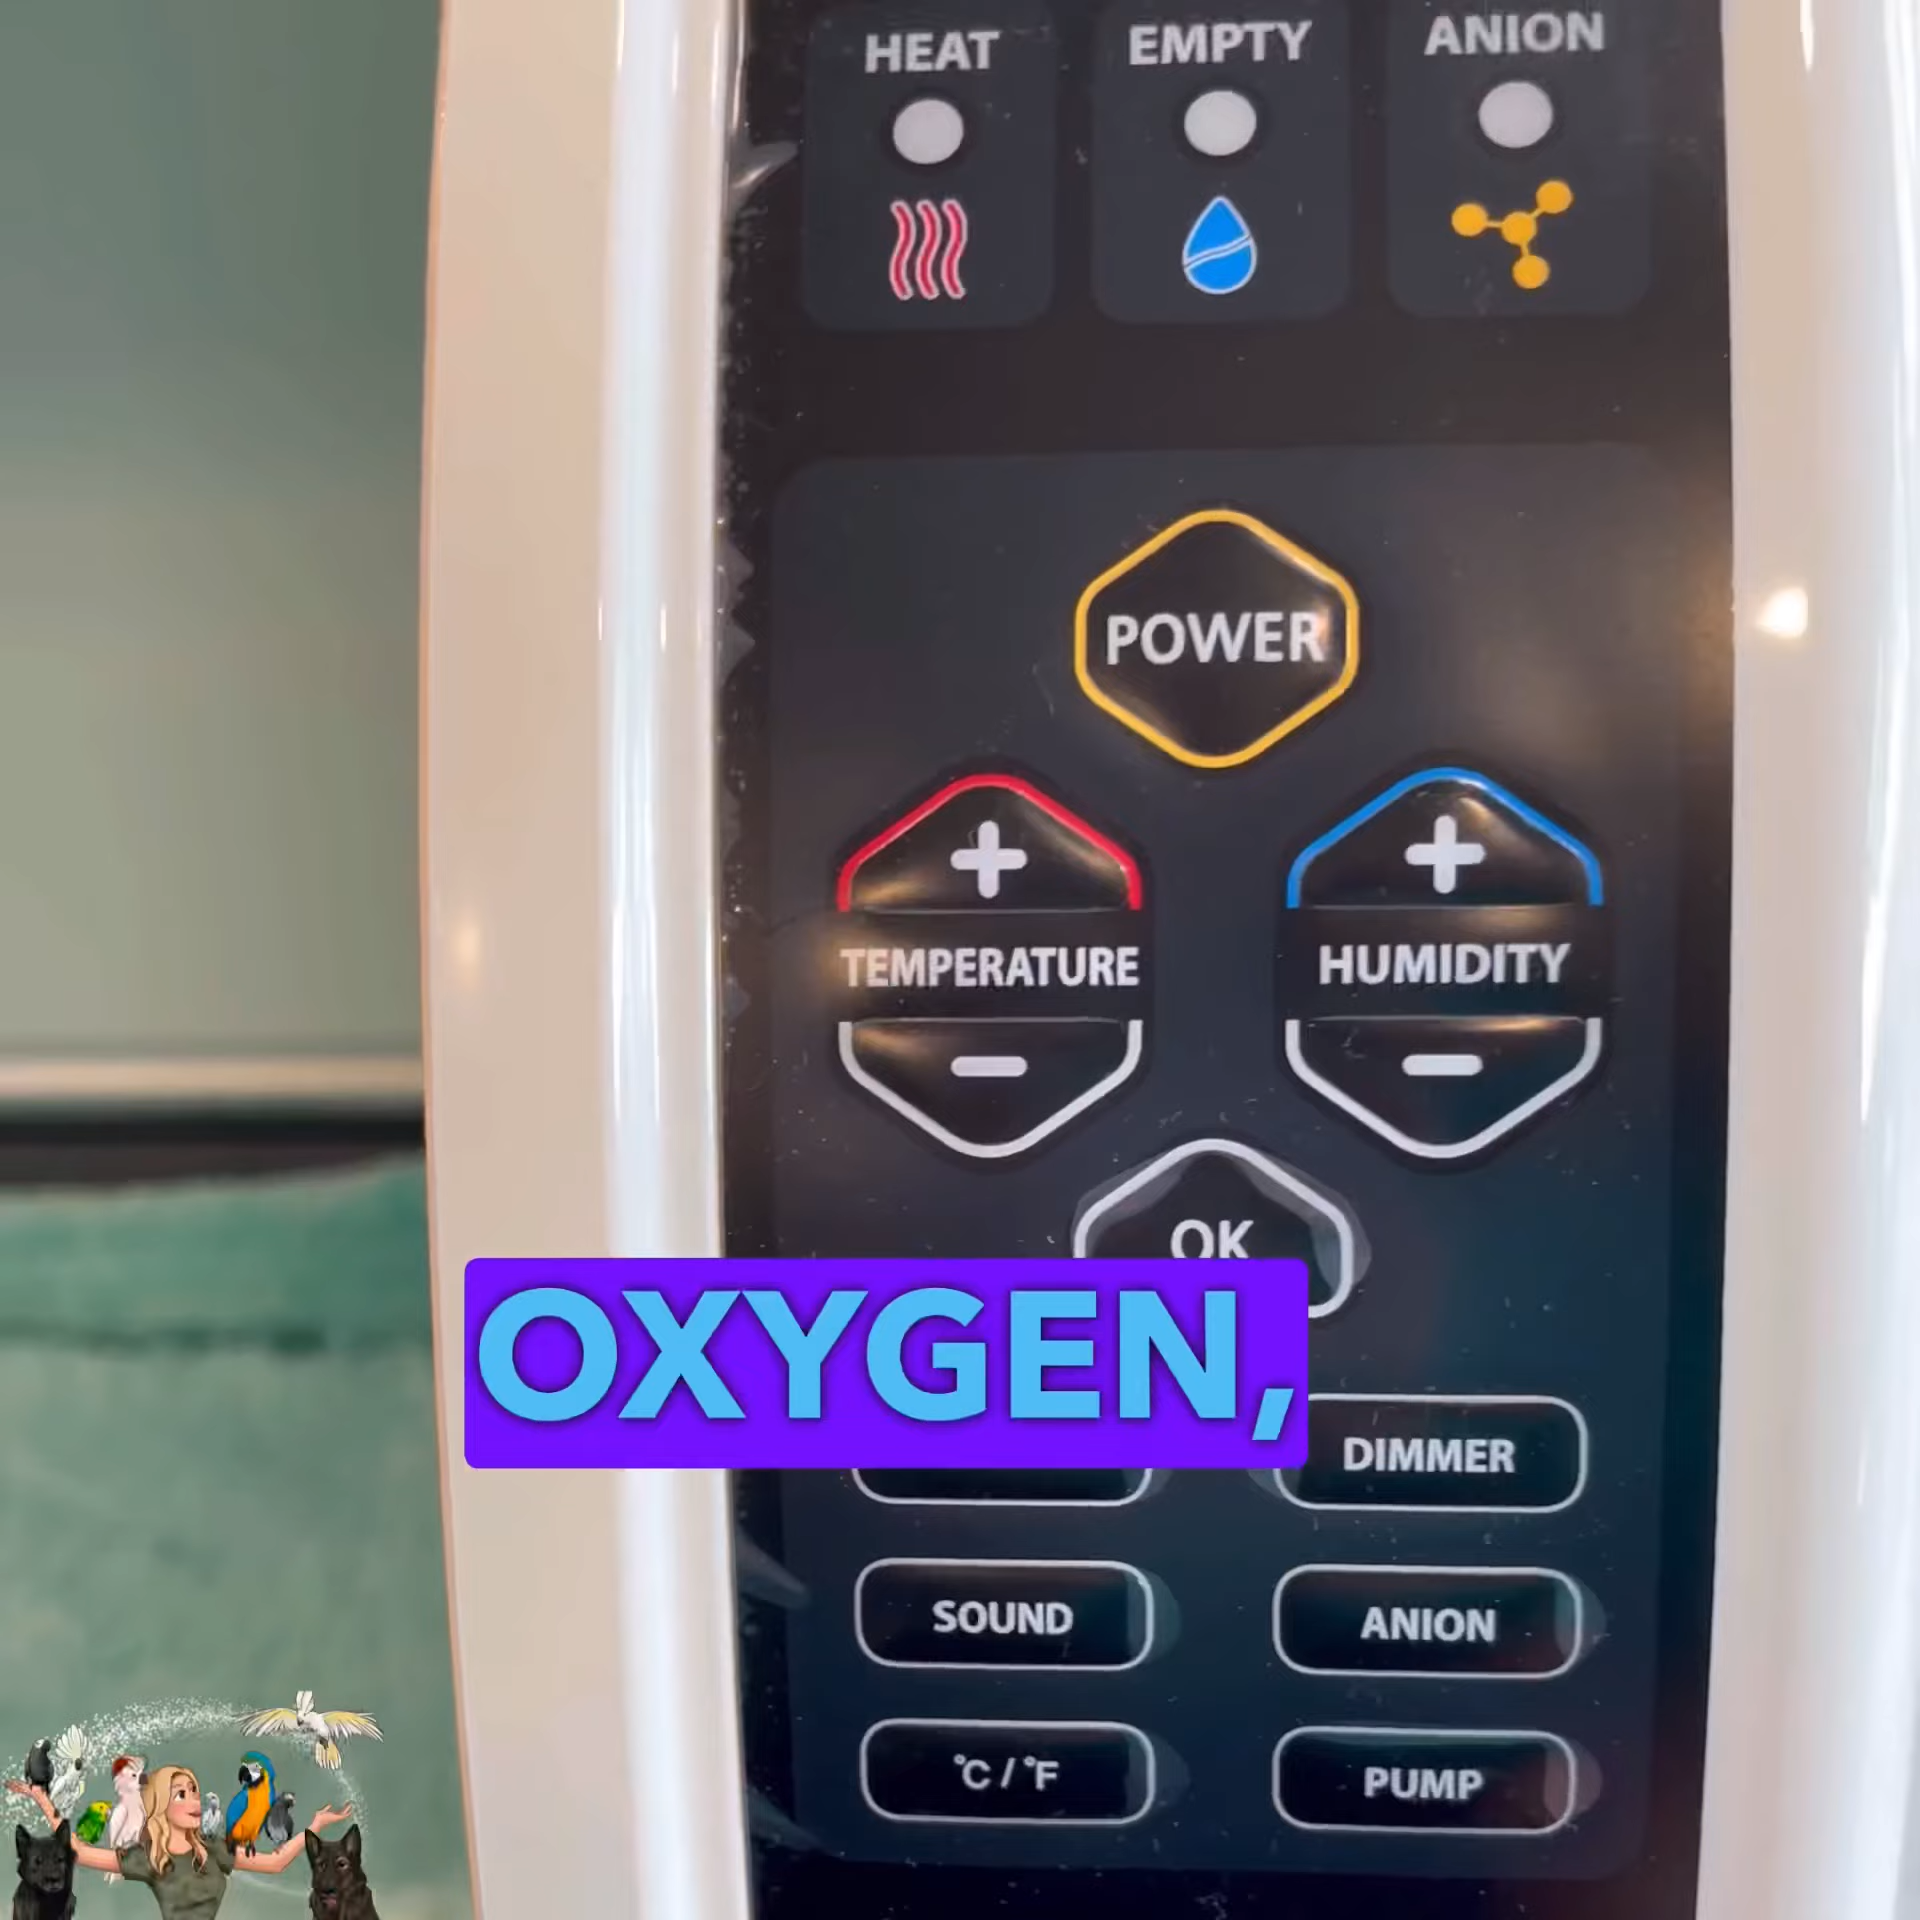 HEAT
EMPTY
ANION
POWER
+
+
TEMPERATURE
HUMIDITY
-
-
OK
OXYGEN,
DIMMER
SOUND
ANION
°C / °F
PUMP